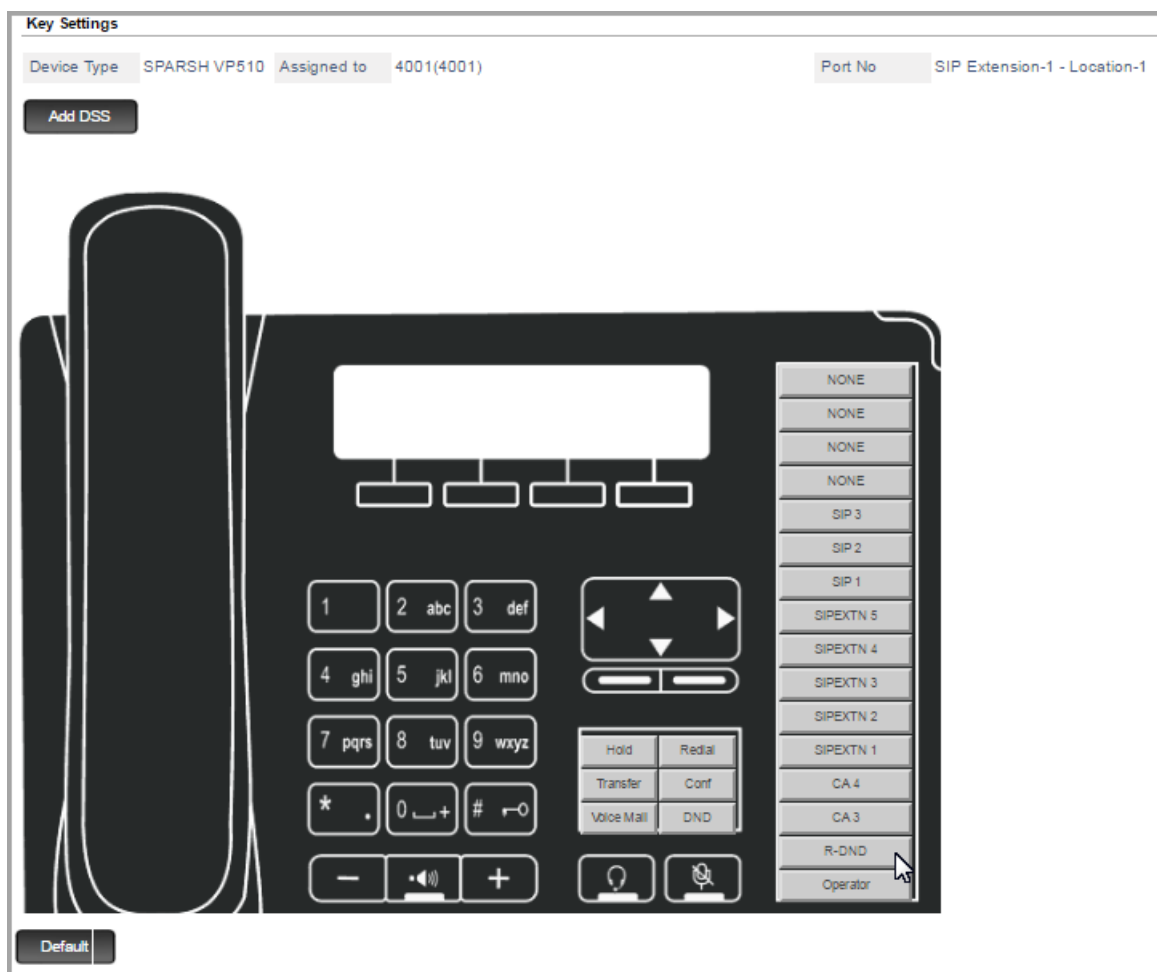 Key Settings
Device Type SPARSH VP510 Assigned to 4001(4001) Port No SIP Extension-1 - Location-1
Add DSS
NONE
NONE
NONE
NONE
SIP 3
SIP 2
SIP 1
SIPEXTN 5
SIPEXTN 4
SIPEXTN 3
SIPEXTN 2
SIPEXTN 1
CA 4
CA 3
R-DND
Operator
1 2 abc 3 def
4 ghi 5 jkl 6 mno
7 pqrs 8 tuv 9 wxyz
* . 0 + #
− +
Hold Redial
Transfer Conf
Voice Mail DND
Default